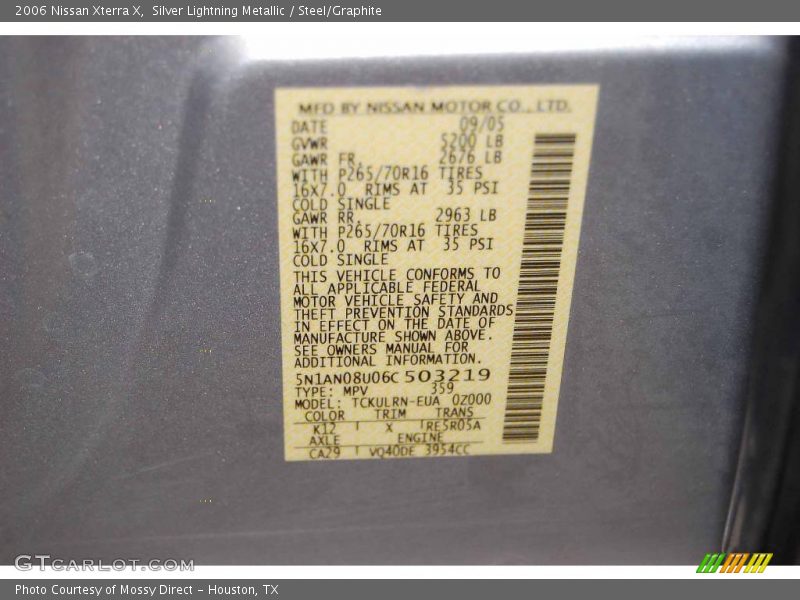 2006 Nissan Xterra X,  Silver Lightning Metallic / Steel/Graphite
MFD BY NISSAN MOTOR CO., LTD.
DATE 09/05
GVWR 5200 LB
GAWR FR. 2676 LB
WITH P265/70R16 TIRES
16X7.0 RIMS AT 35 PSI
COLD SINGLE
GAWR RR. 2963 LB
WITH P265/70R16 TIRES
16X7.0 RIMS AT 35 PSI
COLD SINGLE
THIS VEHICLE CONFORMS TO
ALL APPLICABLE FEDERAL
MOTOR VEHICLE SAFETY AND
THEFT PREVENTION STANDARDS
IN EFFECT ON THE DATE OF
MANUFACTURE SHOWN ABOVE.
SEE OWNERS MANUAL FOR
ADDITIONAL INFORMATION.
5N1AN08U06C503219
TYPE: MPV 359
MODEL: TCKULRN-EUA 0Z000
COLOR TRIM TRANS
K12 X RE5R05A
AXLE ENGINE
CA29 VQ40DE 3954CC
GTCARLOT.COM
Photo Courtesy of Mossy Direct - Houston, TX